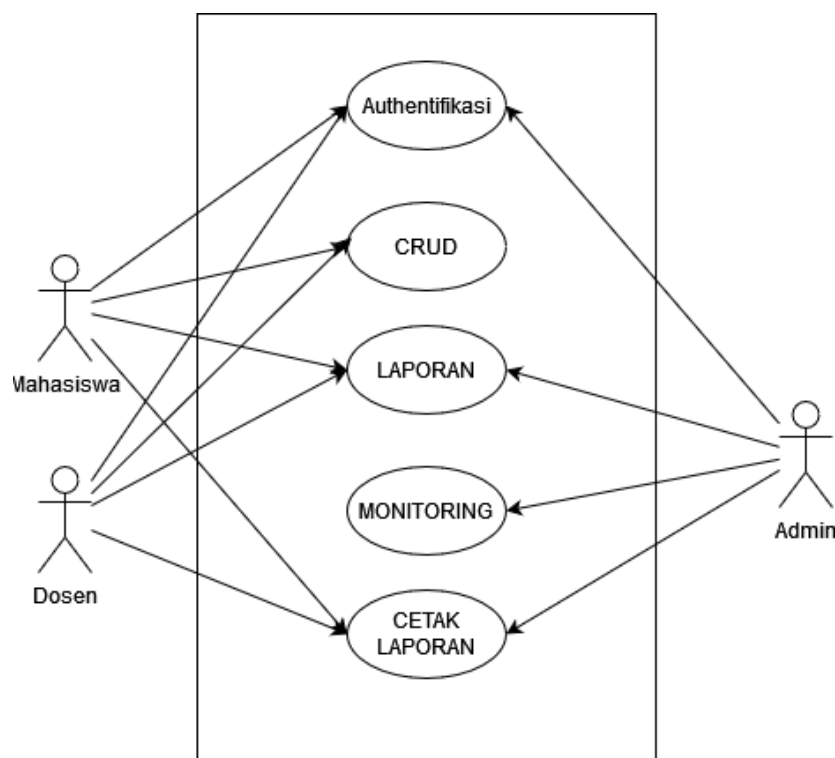 Authentifikasi
CRUD
Mahasiswa
LAPORAN
MONITORING
Admin
Dosen
CETAK
LAPORAN